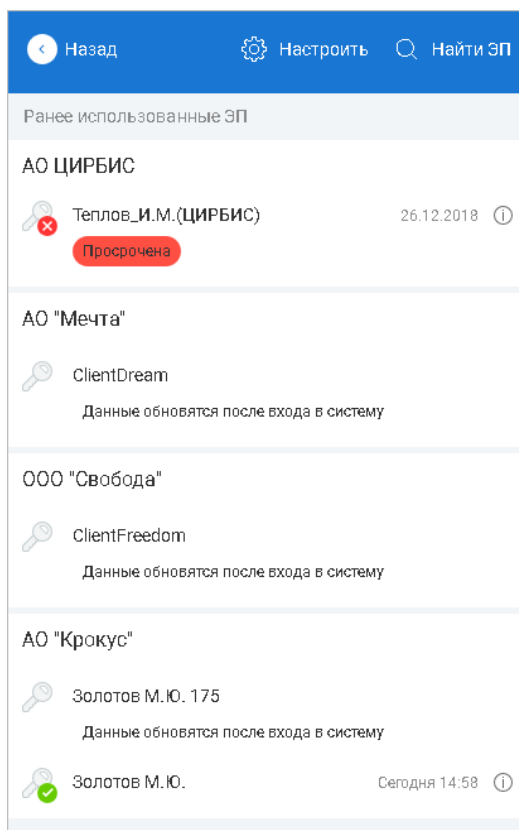 Назад Настроить Найти ЭП
Ранее использованные ЭП
АО ЦИРБИС
Теплов_И.М.(ЦИРБИС) 26.12.2018
Просрочена
АО "Мечта"
ClientDream
Данные обновятся после входа в систему
ООО "Свобода"
ClientFreedom
Данные обновятся после входа в систему
АО "Крокус"
Золотов М.Ю. 175
Данные обновятся после входа в систему
Золотов М.Ю. Сегодня 14:58